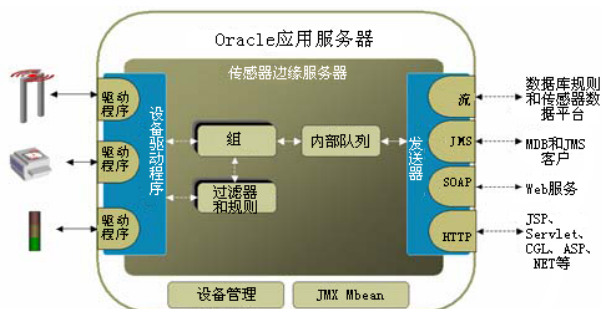 Oracle应用服务器
传感器边缘服务器
驱动
程序
驱动
程序
驱动
程序
设备驱动程序
组
内部队列
过滤器
和规则
发送器
流
JMS
SOAP
HTTP
数据库规则
和传感器数
据平台
MDB和JMS
客户
Web服务
JSP、
Servlet、
CGL、ASP、
NET等
设备管理
JMX Mbean